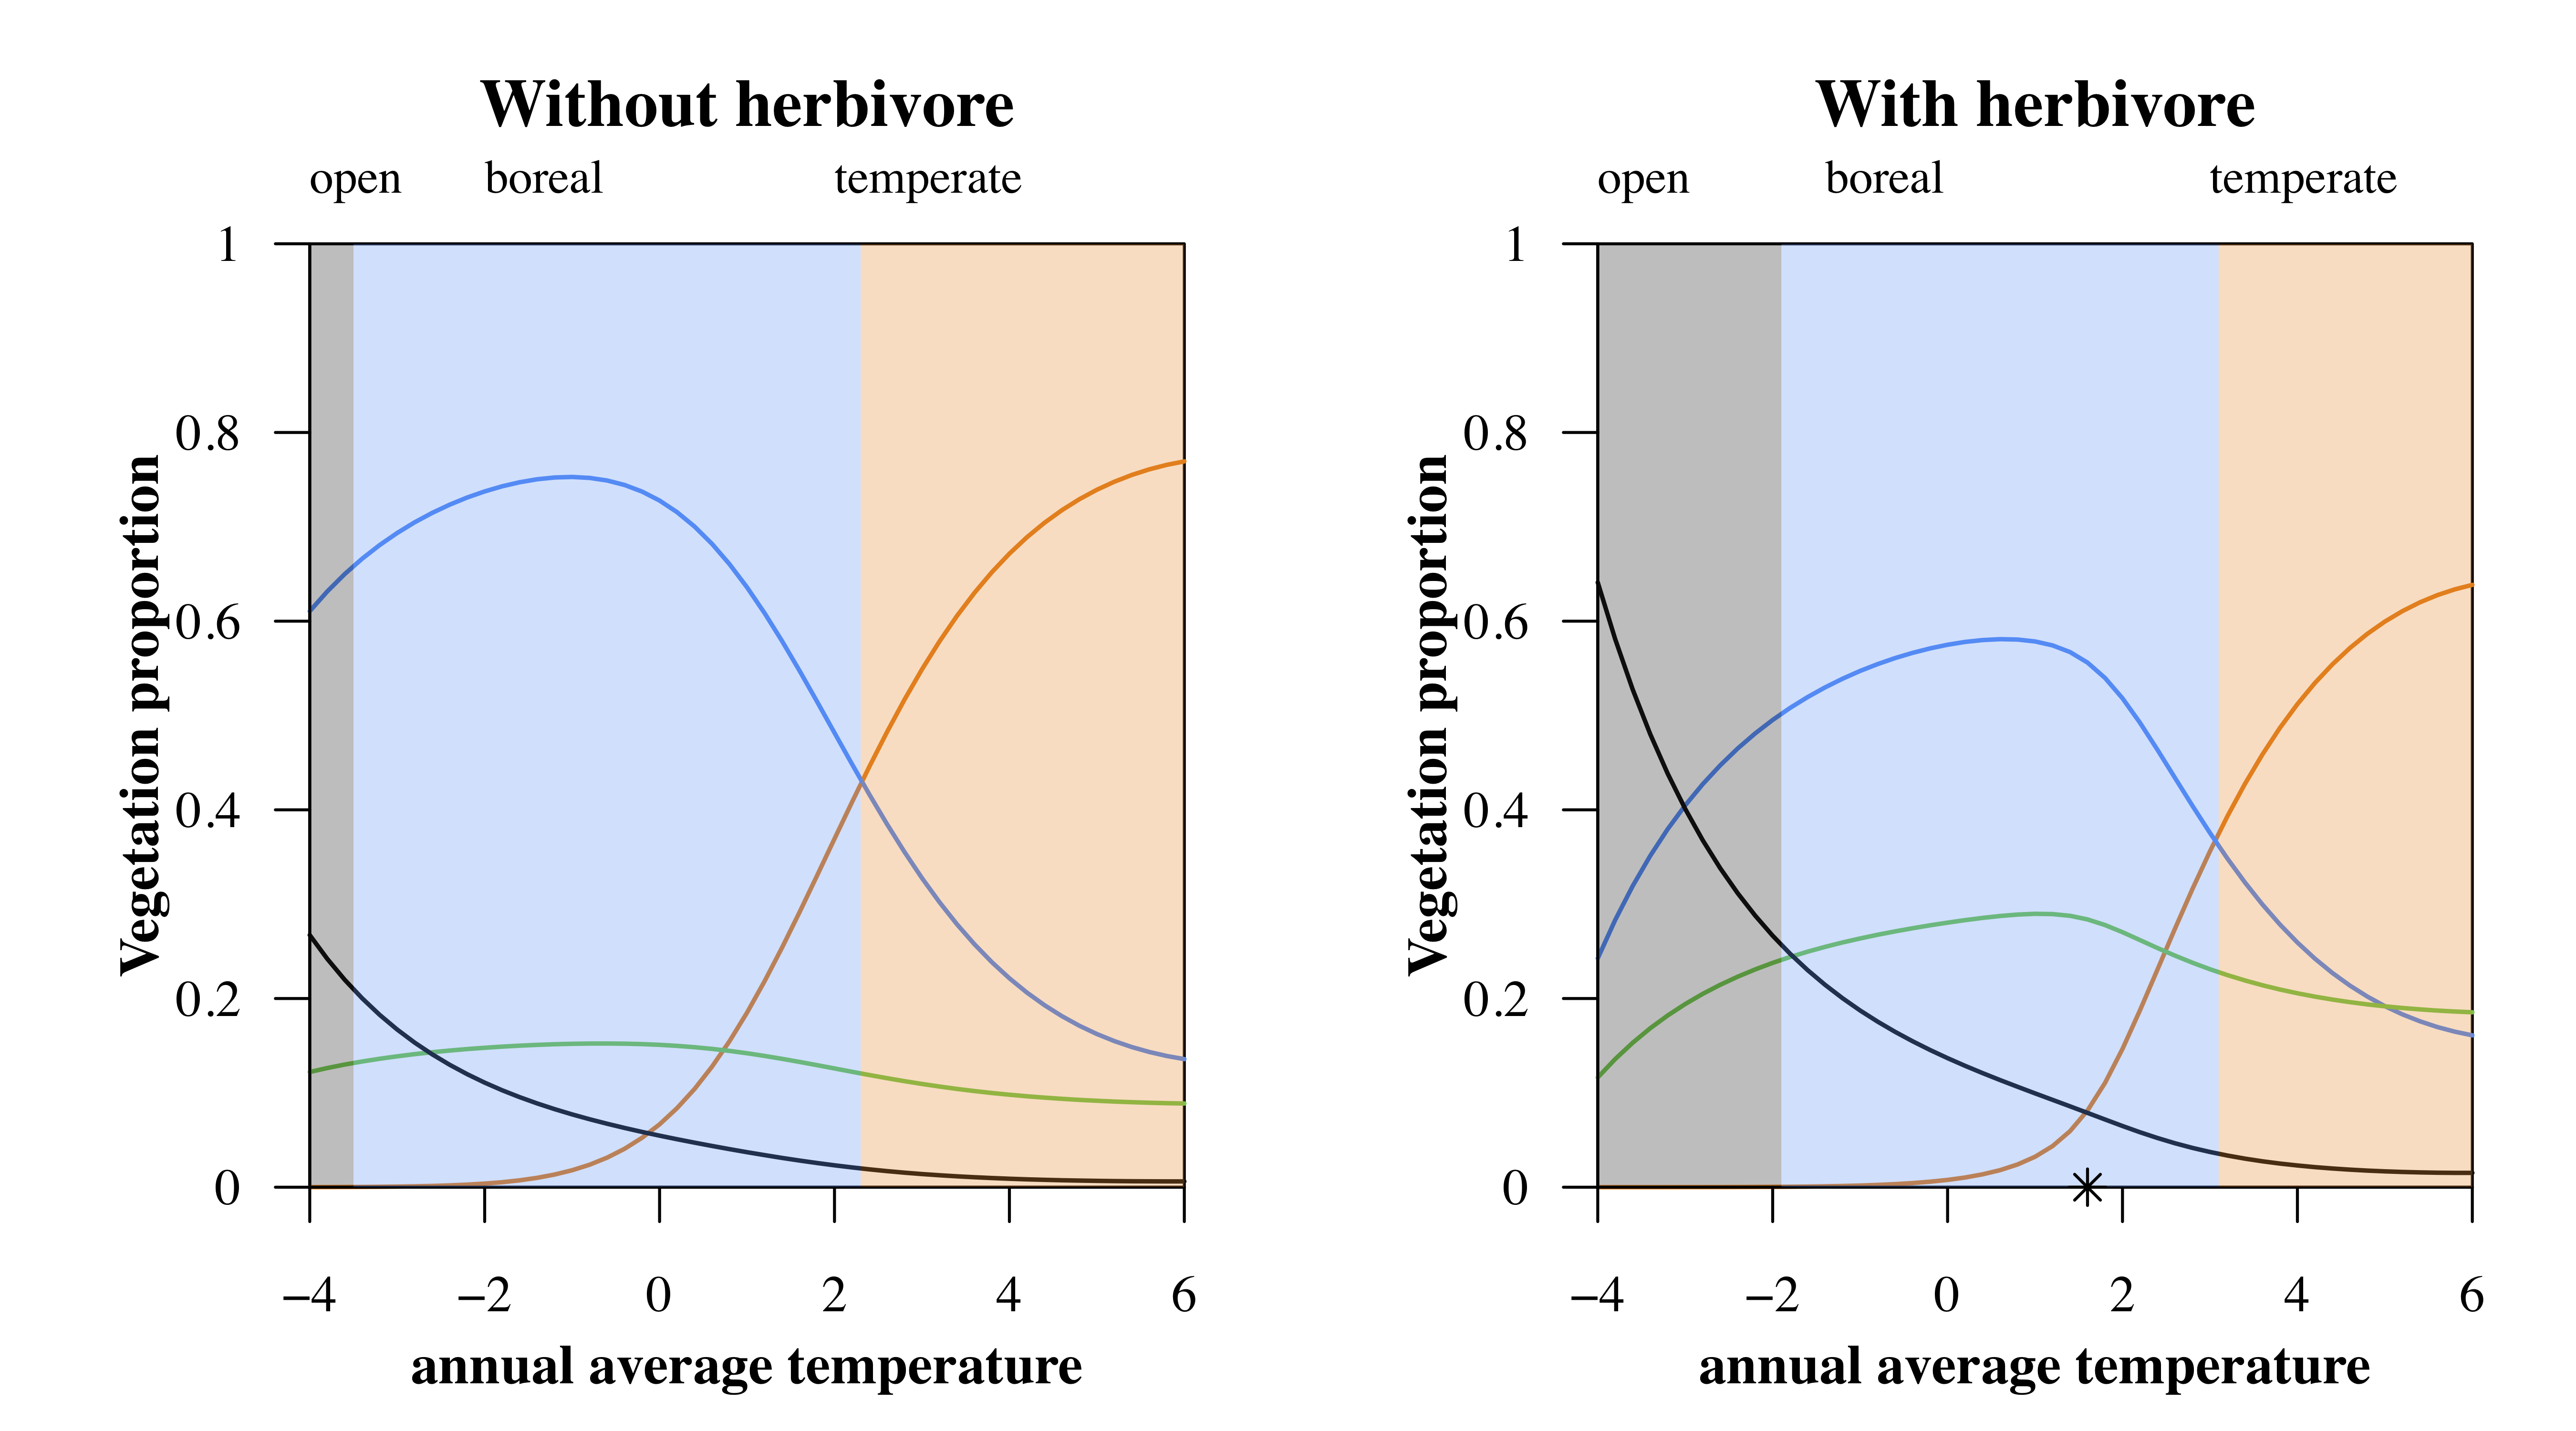 Without herbivore
open boreal temperate
1
0.8
0.6
0.4
0.2
0
Vegetation proportion
−4 −2 0 2 4 6
annual average temperature
With herbivore
open boreal temperate
1
0.8
0.6
0.4
0.2
0
Vegetation proportion
−4 −2 0 2 4 6
annual average temperature